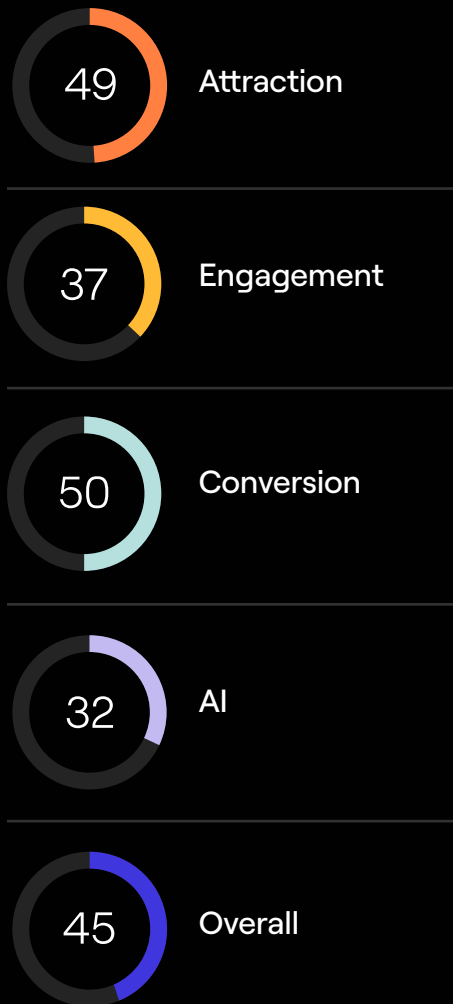 49 Attraction
37 Engagement
50 Conversion
32 AI
45 Overall